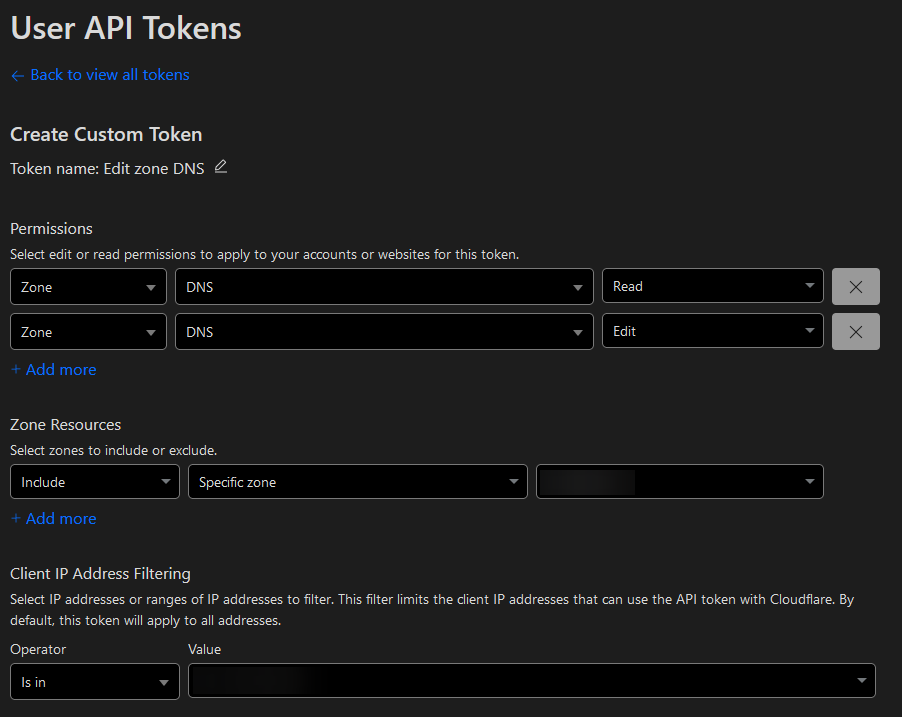 User API Tokens
← Back to view all tokens
Create Custom Token
Token name: Edit zone DNS
Permissions
Select edit or read permissions to apply to your accounts or websites for this token.
Zone DNS Read
Zone DNS Edit
+ Add more
Zone Resources
Select zones to include or exclude.
Include Specific zone
+ Add more
Client IP Address Filtering
Select IP addresses or ranges of IP addresses to filter. This filter limits the client IP addresses that can use the API token with Cloudflare. By
default, this token will apply to all addresses.
Operator Value
Is in